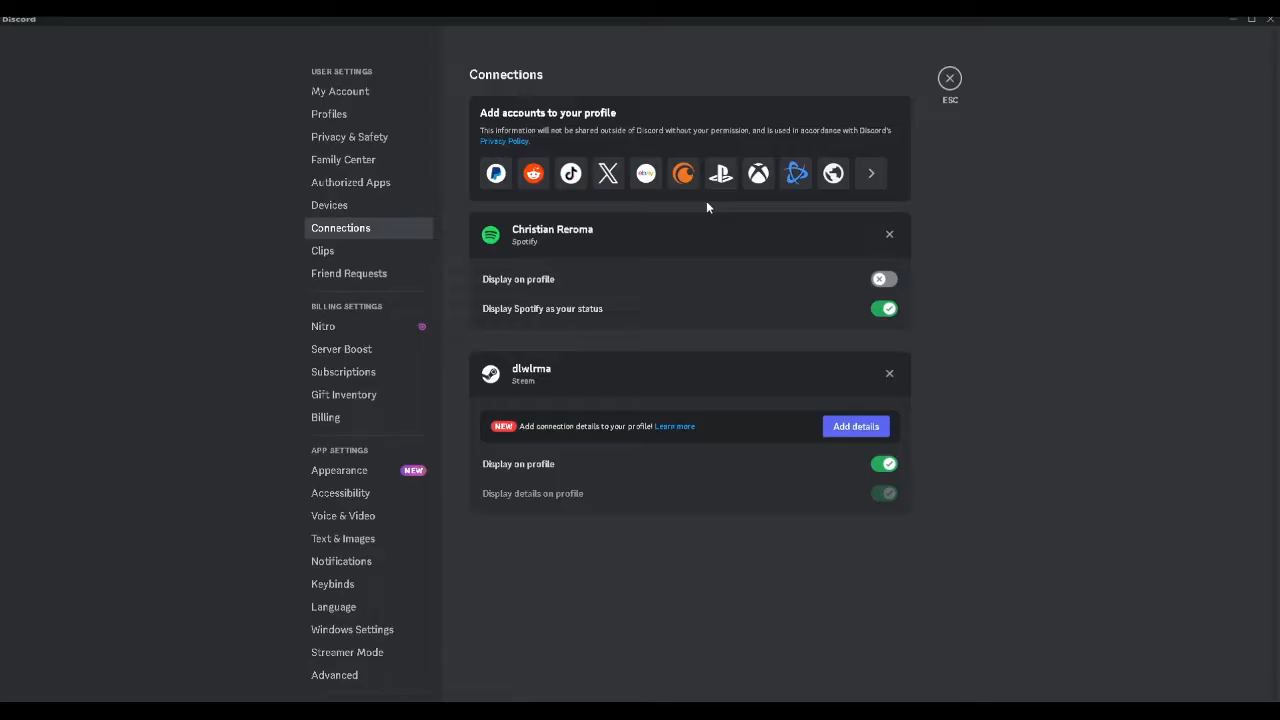 Discord
USER SETTINGS
My Account
Profiles
Privacy & Safety
Family Center
Authorized Apps
Devices
Connections
Clips
Friend Requests
BILLING SETTINGS
Nitro
Server Boost
Subscriptions
Gift Inventory
Billing
APP SETTINGS
Appearance NEW
Accessibility
Voice & Video
Text & Images
Notifications
Keybinds
Language
Windows Settings
Streamer Mode
Advanced
Connections
ESC
Add accounts to your profile
This information will not be shared outside of Discord without your permission, and is used in accordance with Discord's
Privacy Policy.
ebay
Christian Reroma
Spotify
Display on profile
Display Spotify as your status
dlwlrma
Steam
NEW Add connection details to your profile! Learn more
Add details
Display on profile
Display details on profile